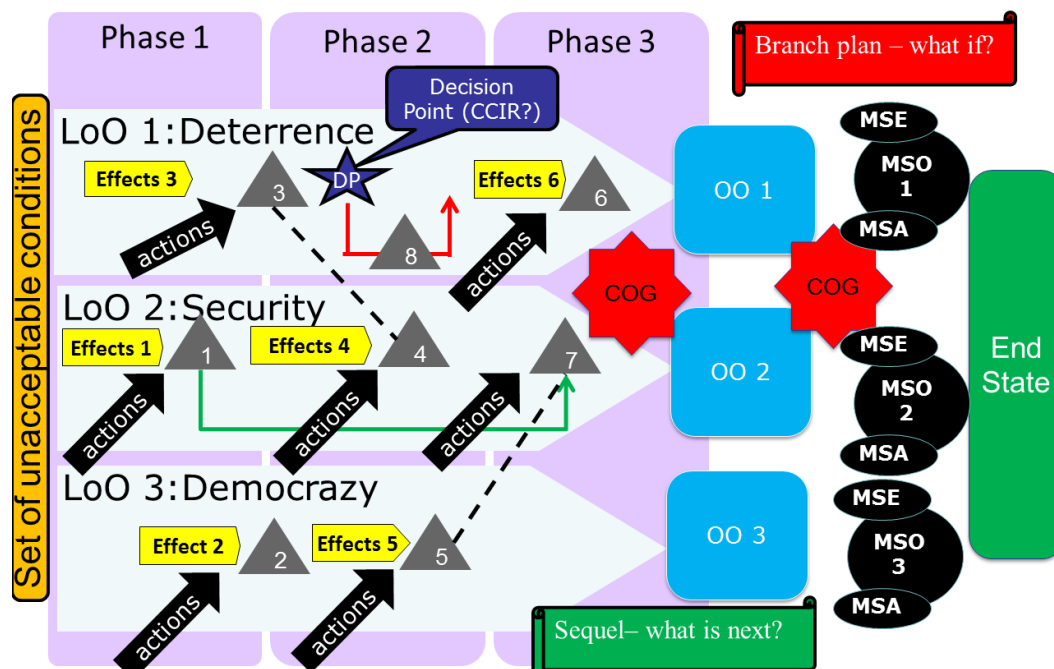 Phase 1
Phase 2
Phase 3
Branch plan – what if?
Set of unacceptable conditions
Decision
Point (CCIR?)
LoO 1:Deterrence
Effects 3
3
DP
Effects 6
6
8
actions
actions
OO 1
MSE
MSO
1
MSA
COG
COG
LoO 2:Security
Effects 1
1
Effects 4
4
7
actions
actions
actions
OO 2
MSE
MSO
2
MSA
End
State
LoO 3:Democrazy
Effect 2
2
Effects 5
5
actions
actions
OO 3
MSE
MSO
3
MSA
Sequel– what is next?